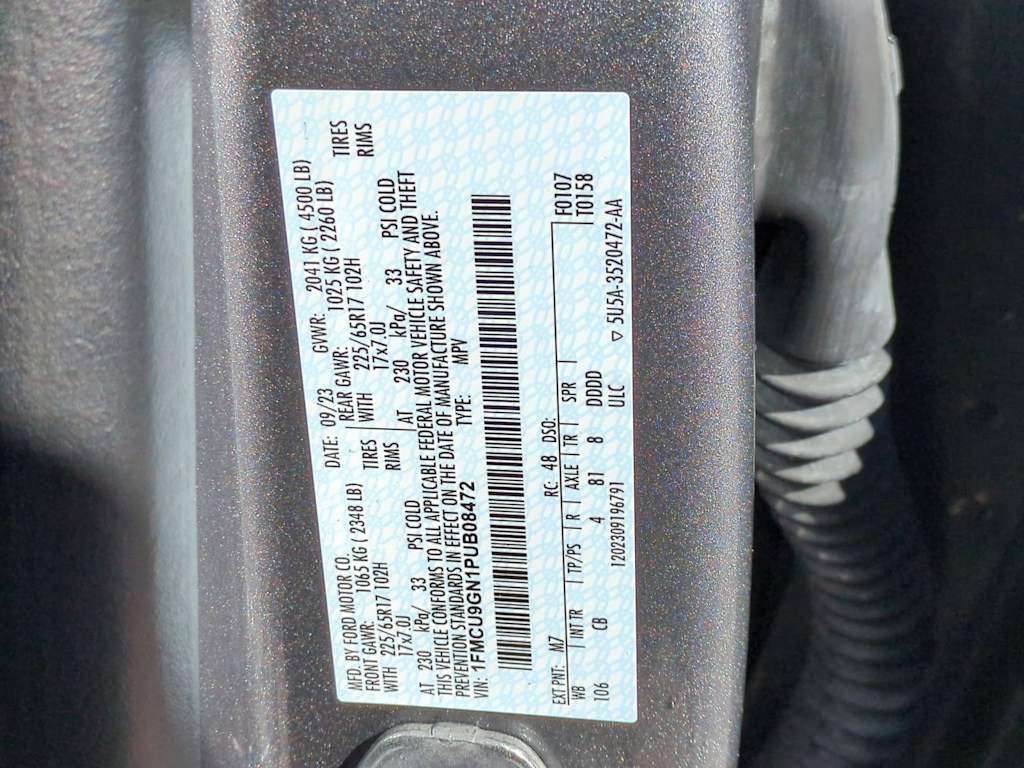 MFD. BY FORD MOTOR CO. DATE: 09/23 GVWR: 2041 KG ( 4500 LB)
FRONT GAWR: 1065 KG ( 2348 LB) REAR GAWR: 1025 KG ( 2260 LB)
WITH 225/65R17 102H TIRES WITH 225/65R17 102H TIRES
17x7.0J RIMS 17x7.0J RIMS
AT 230 kPa/ 33 PSI COLD AT 230 kPa/ 33 PSI COLD
THIS VEHICLE CONFORMS TO ALL APPLICABLE FEDERAL MOTOR VEHICLE SAFETY AND THEFT
PREVENTION STANDARDS IN EFFECT ON THE DATE OF MANUFACTURE SHOWN ABOVE.
VIN: 1FMCU9GN1PUB08472 TYPE: MPV
EXT PNT: M7 RC: 48 DSO: F0107
WB INT TR TP/PS R AXLE TR SPR T0158
106 CB 4 81 8 DDDD
1202309196791 ULC ▽ 5U5A-3520472-AA